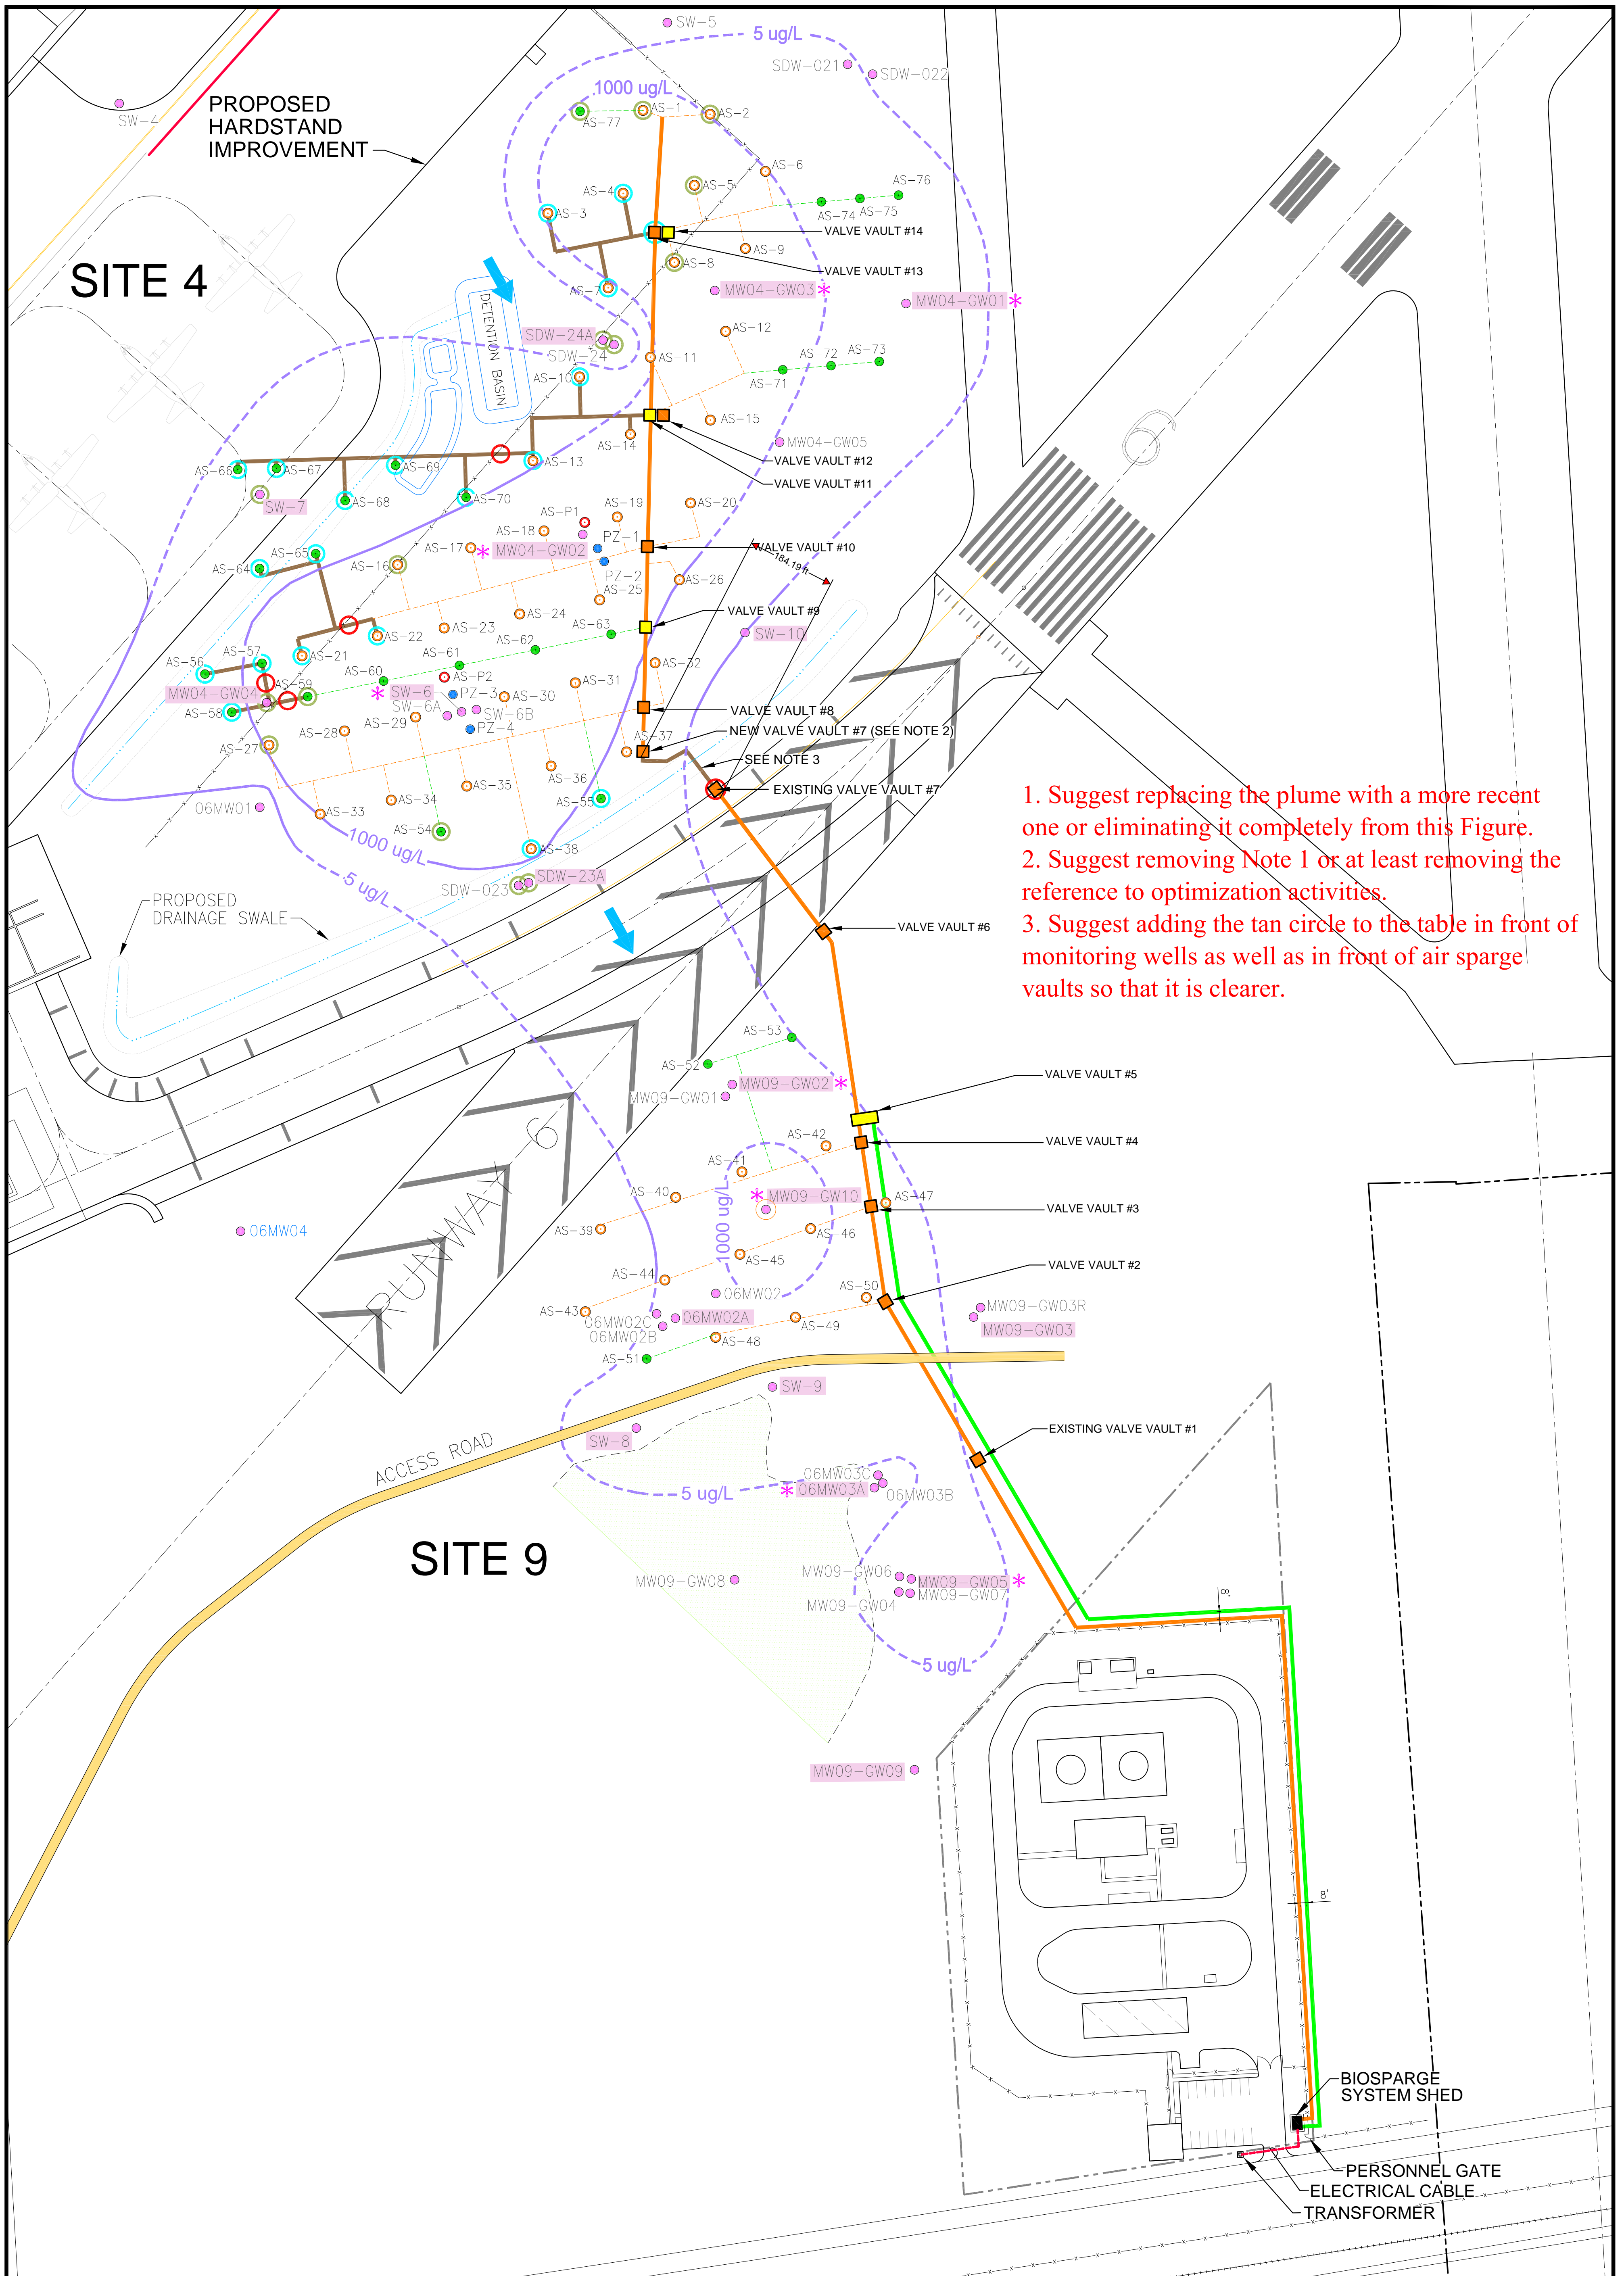 SW-5
5 ug/L
SDW-021
SDW-022
1000 ug/L
PROPOSED
HARDSTAND
IMPROVEMENT
SW-4
AS-77
AS-1
AS-2
AS-6
AS-5
AS-4
AS-3
AS-76
AS-74
AS-75
VALVE VAULT #14
AS-9
AS-8
VALVE VAULT #13
SITE 4
AS-7
MW04-GW03 *
MW04-GW01 *
DETENTION BASIN
SDW-24A
SDW-24
AS-12
AS-11
AS-72
AS-73
AS-71
AS-10
AS-15
AS-14
MW04-GW05
AS-13
VALVE VAULT #12
VALVE VAULT #11
AS-66
AS-67
AS-69
AS-68
AS-70
SW-7
6
AS-P1
AS-19
AS-20
AS-18
PZ-1
AS-17
* MW04-GW02
VALVE VAULT #10
184.19 ft
AS-65
AS-64
AS-16
PZ-2
AS-26
AS-25
AS-24
VALVE VAULT #9
AS-23
AS-63
AS-22
SW-10
AS-62
AS-21
AS-61
AS-57
AS-56
AS-32
AS-60
AS-P2
AS-59
AS-31
MW04-GW04
* SW-6
PZ-3
AS-30
SW-6A
SW-6B
AS-58
AS-29
PZ-4
VALVE VAULT #8
AS-28
NEW VALVE VAULT #7 (SEE NOTE 2)
AS-27
AS-37
SEE NOTE 3
AS-36
AS-35
EXISTING VALVE VAULT #7
AS-34
AS-55
06MW01
AS-33
AS-54
1000 ug/L
AS-38
1. Suggest replacing the plume with a more recent
one or eliminating it completely from this Figure.
2. Suggest removing Note 1 or at least removing the
reference to optimization activities.
3. Suggest adding the tan circle to the table in front of
monitoring wells as well as in front of air sparge
vaults so that it is clearer.
SDW-023
SDW-23A
5 ug/L
PROPOSED
DRAINAGE SWALE
VALVE VAULT #6
AS-53
AS-52
VALVE VAULT #5
MW09-GW02 *
MW09-GW01
AS-42
VALVE VAULT #4
RUNWAY 6
AS-41
AS-40
* MW09-GW10
AS-47
VALVE VAULT #3
1000 ug/L
06MW04
AS-39
AS-46
AS-45
AS-44
VALVE VAULT #2
06MW02
AS-50
AS-43
06MW02C
06MW02A
06MW02B
AS-49
MW09-GW03R
MW09-GW03
AS-48
AS-51
SW-9
SW-8
EXISTING VALVE VAULT #1
ACCESS ROAD
5 ug/L
06MW03C
* 06MW03A
06MW03B
SITE 9
MW09-GW08
MW09-GW06
MW09-GW05 *
MW09-GW07
MW09-GW04
8'
5 ug/L
MW09-GW09
8'
BIOSPARGE
SYSTEM SHED
PERSONNEL GATE
ELECTRICAL CABLE
TRANSFORMER